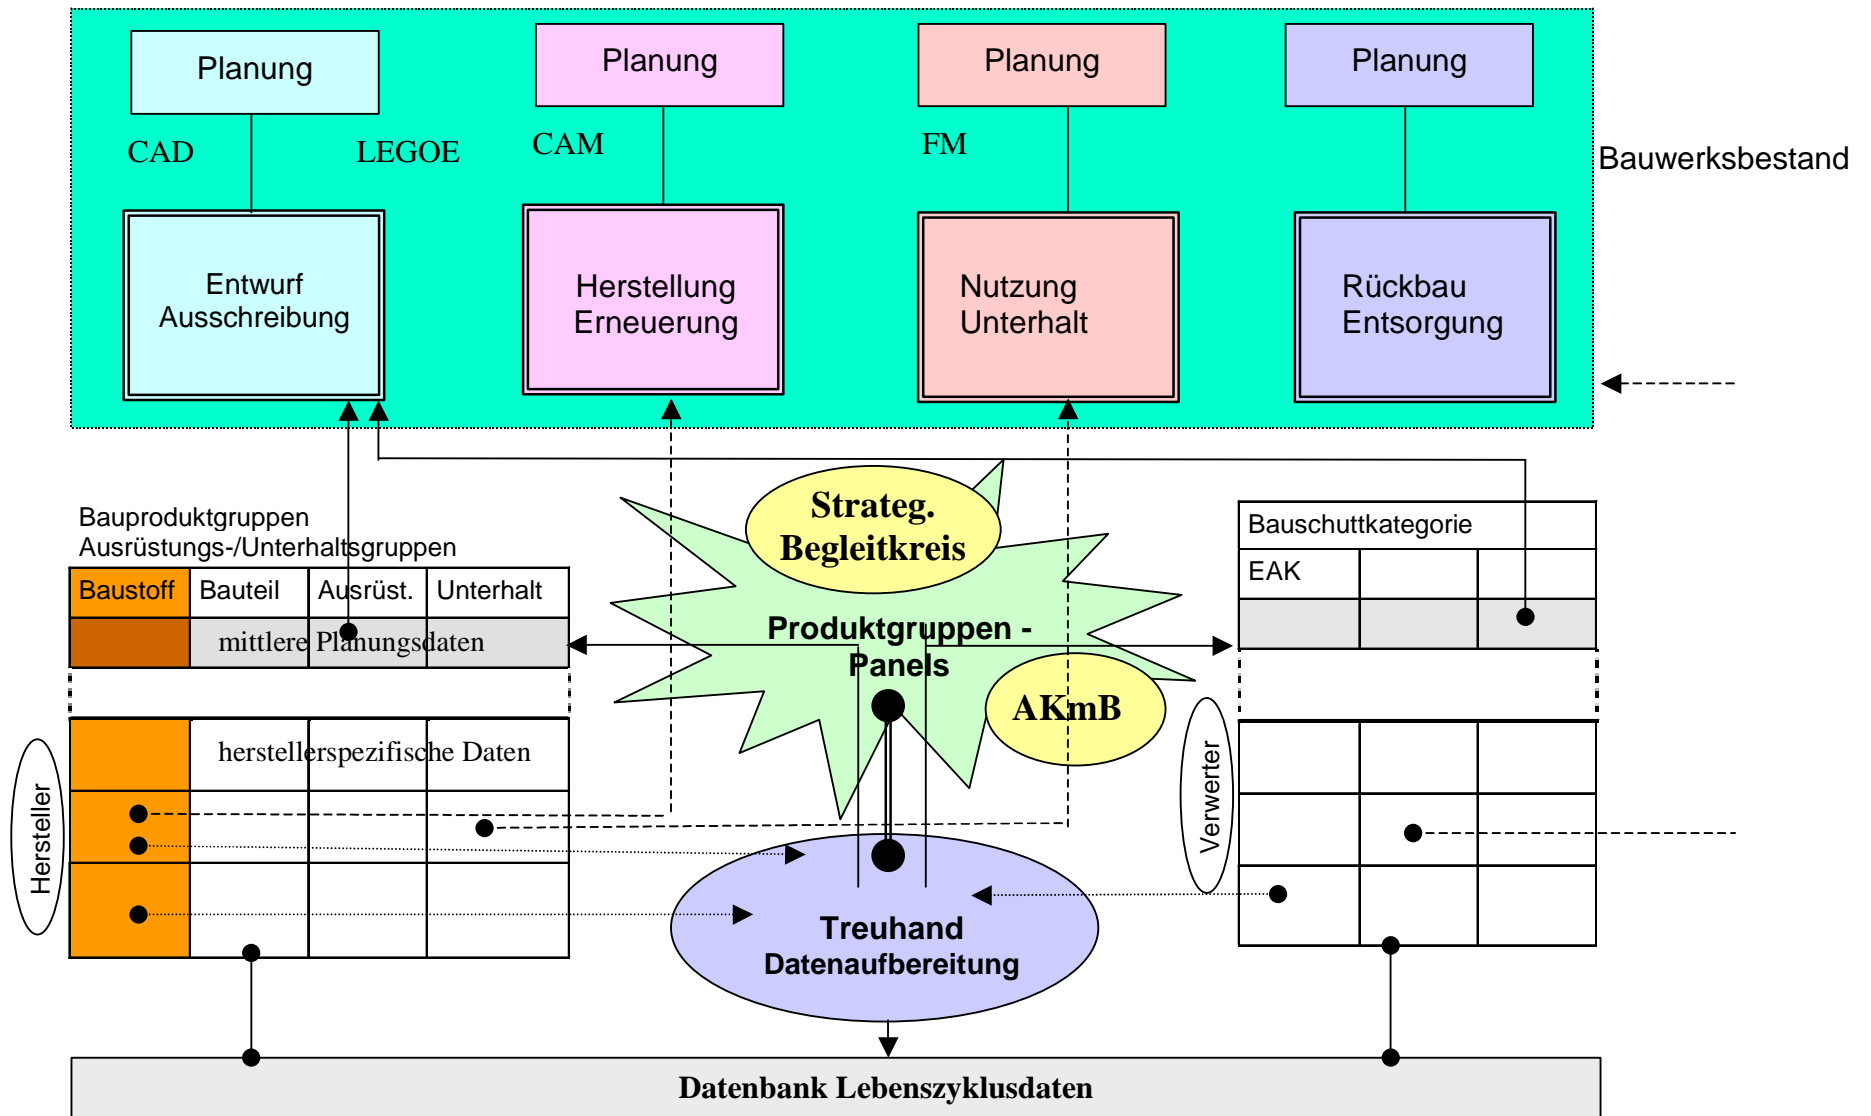 Planung
Planung
Planung
Planung
CAD
LEGOE
CAM
FM
Bauwerksbestand
Entwurf
Ausschreibung
Herstellung
Erneuerung
Nutzung
Unterhalt
Rückbau
Entsorgung
Strateg.
Begleitkreis
Bauproduktgruppen
Ausrüstungs-/Unterhaltsgruppen
Baustoff
Bauteil
Ausrüst.
Unterhalt
mittlere Planungsdaten
Bauschuttkategorie
EAK
Produktgruppen -
Panels
AKmB
herstellerspezifische Daten
Hersteller
Verwerter
Treuhand
Datenaufbereitung
Datenbank Lebenszyklusdaten